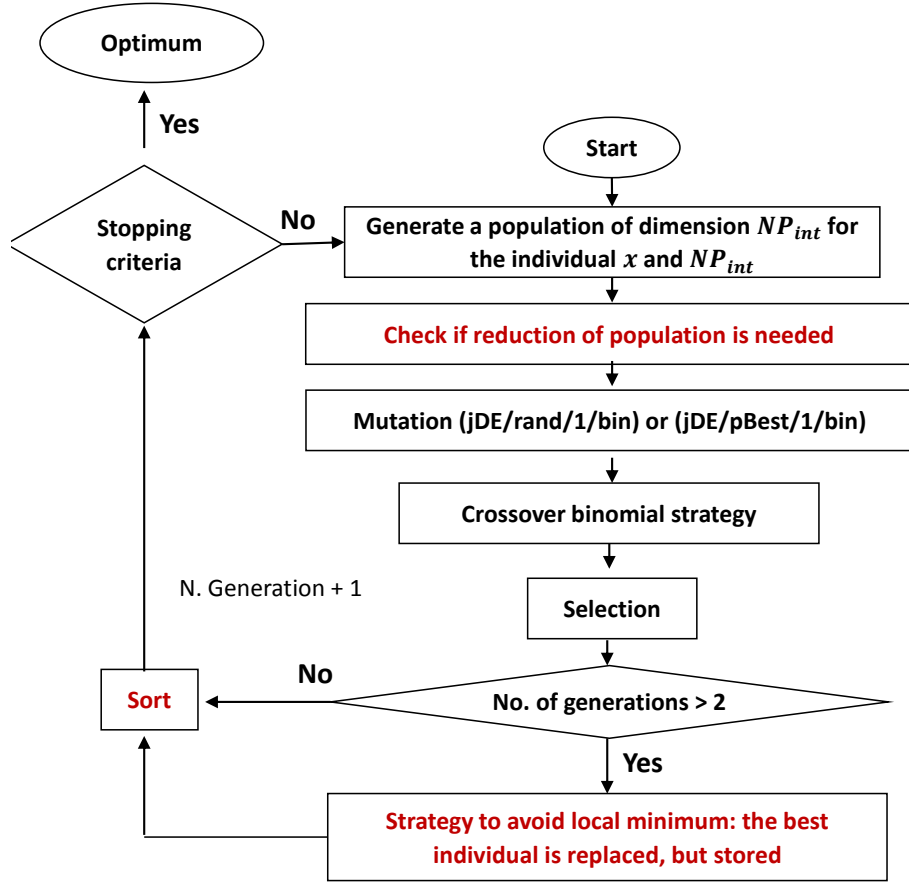 Optimum
Yes
Start
Stopping
criteria
No
Generate a population of dimension 𝑵𝑷𝒊𝒏𝒕 for
the individual 𝒙 and 𝑵𝑷𝒊𝒏𝒕
Check if reduction of population is needed
Mutation (jDE/rand/1/bin) or (jDE/pBest/1/bin)
Crossover binomial strategy
N. Generation + 1
Selection
No
Sort
No. of generations > 2
Yes
Strategy to avoid local minimum: the best
individual is replaced, but stored